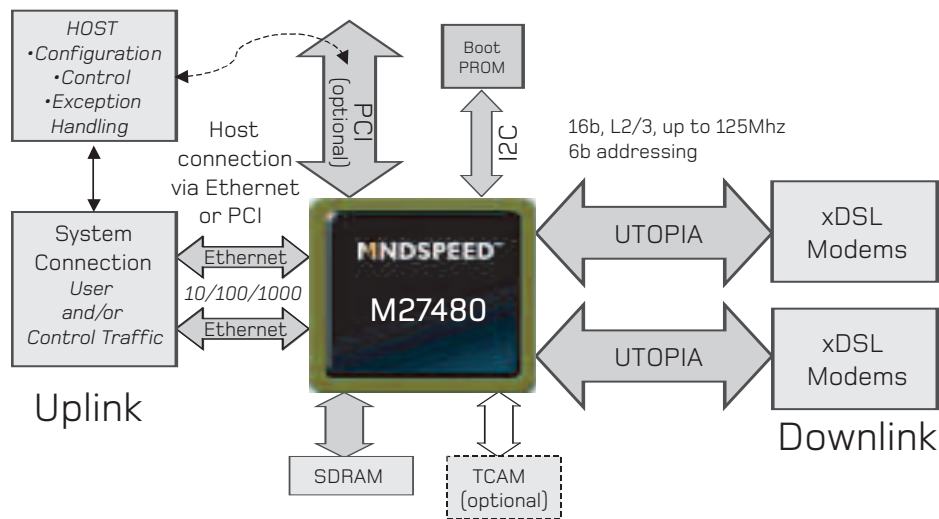 HOST
•Configuration
•Control
•Exception
Handling
PCI
(optional)
Boot
PROM
I2C
Host
connection
via Ethernet
or PCI
16b, L2/3, up to 125Mhz
6b addressing
System
Connection
User
and/or
Control Traffic
Ethernet
10/100/1000
Ethernet
MINDSPEED™
M27480
UTOPIA
xDSL
Modems
UTOPIA
xDSL
Modems
Uplink
Downlink
SDRAM
TCAM
(optional)